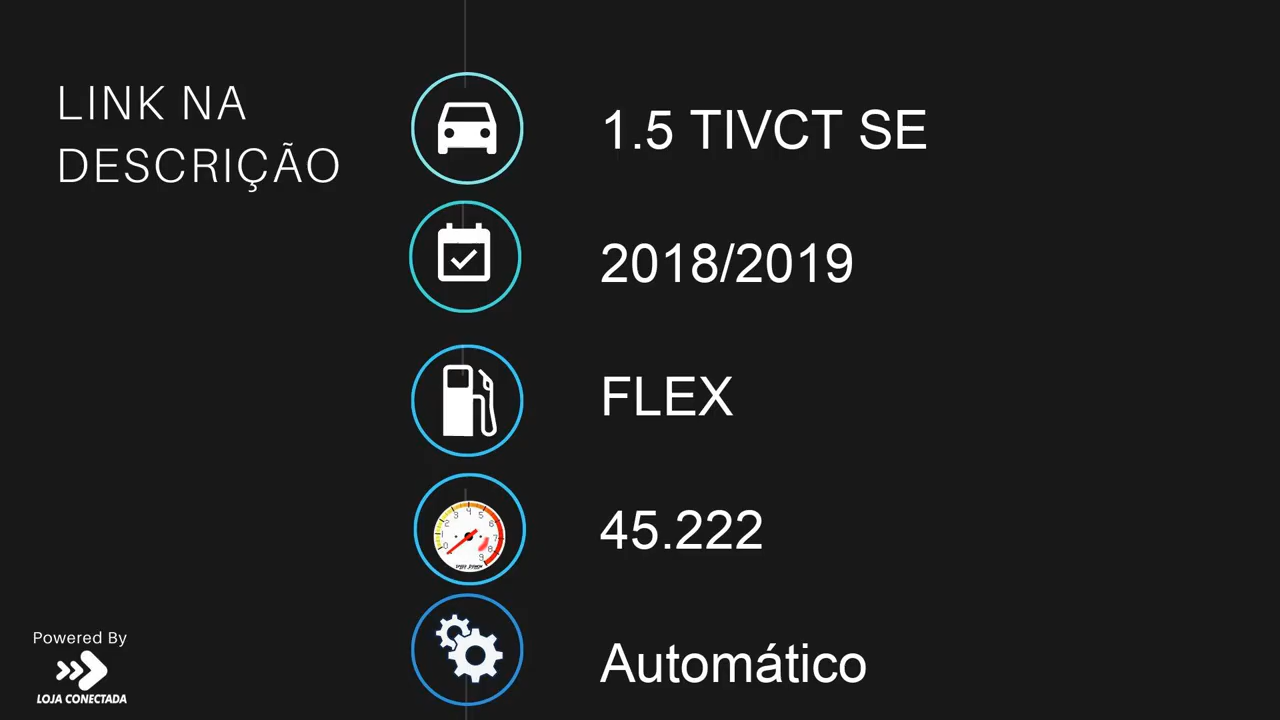 LINK NA
DESCRIÇÃO
1.5 TIVCT SE
2018/2019
FLEX
45.222
Automático
Powered By
LOJA CONECTADA